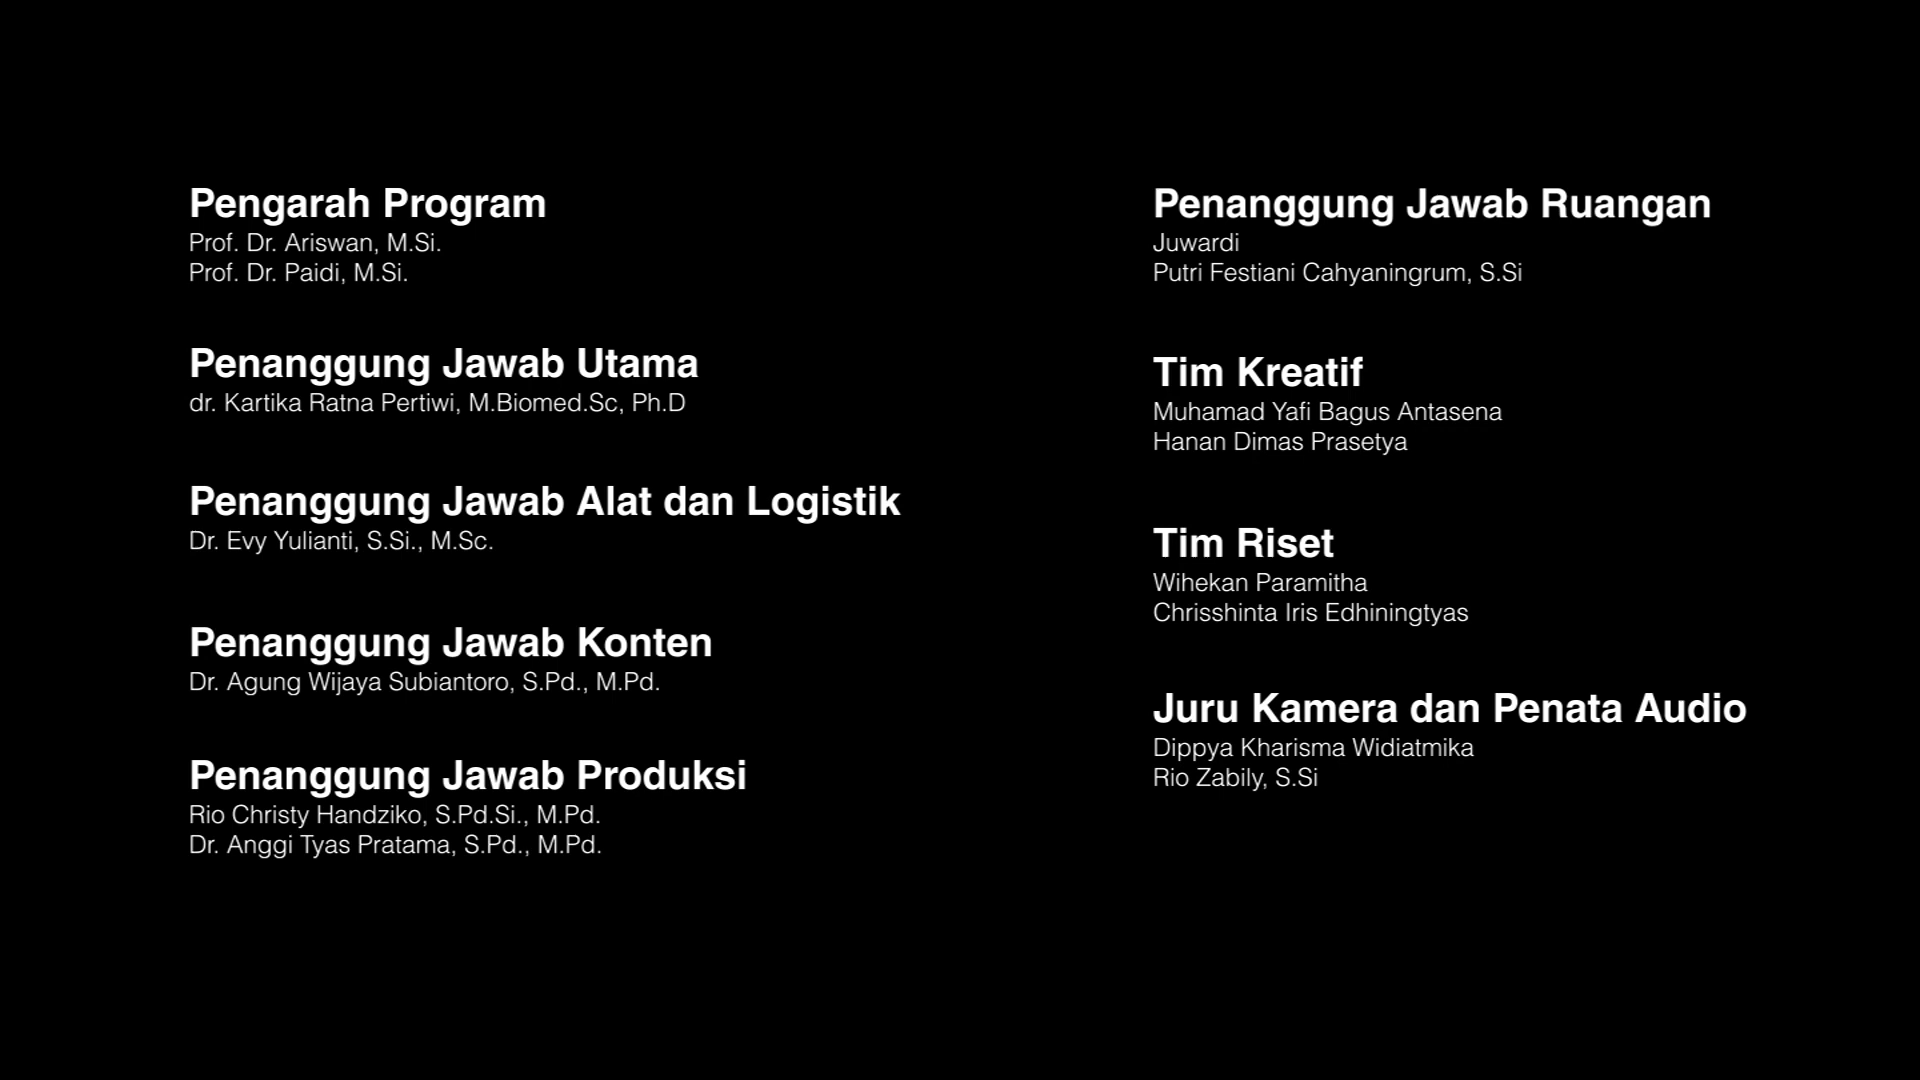 Pengarah Program
Prof. Dr. Ariswan, M.Si.
Prof. Dr. Paidi, M.Si.
Penanggung Jawab Utama
dr. Kartika Ratna Pertiwi, M.Biomed.Sc, Ph.D
Penanggung Jawab Alat dan Logistik
Dr. Evy Yulianti, S.Si., M.Sc.
Penanggung Jawab Konten
Dr. Agung Wijaya Subiantoro, S.Pd., M.Pd.
Penanggung Jawab Produksi
Rio Christy Handziko, S.Pd.Si., M.Pd.
Dr. Anggi Tyas Pratama, S.Pd., M.Pd.
Penanggung Jawab Ruangan
Juwardi
Putri Festiani Cahyaningrum, S.Si
Tim Kreatif
Muhamad Yafi Bagus Antasena
Hanan Dimas Prasetya
Tim Riset
Wihekan Paramitha
Chrisshinta Iris Edhiningtyas
Juru Kamera dan Penata Audio
Dippya Kharisma Widiatmika
Rio Zabily, S.Si